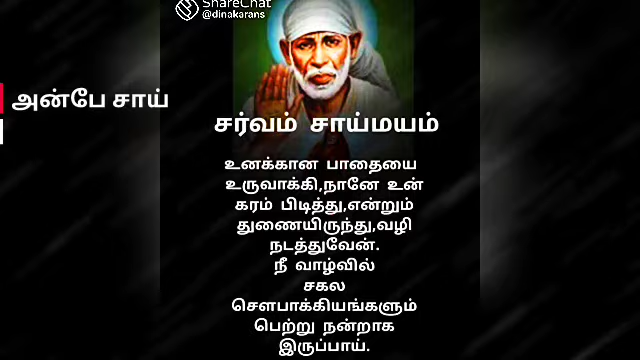 ShareChat
@dinakarans
அன்பே சாய்
சர்வம் சாய்மயம்
உனக்கான பாதையை
உருவாக்கி,நானே உன்
கரம் பிடித்து,என்றும்
துணையிருந்து,வழி
நடத்துவேன்.
நீ வாழ்வில்
சகல
சௌபாக்கியங்களும்
பெற்று நன்றாக
இருப்பாய்.